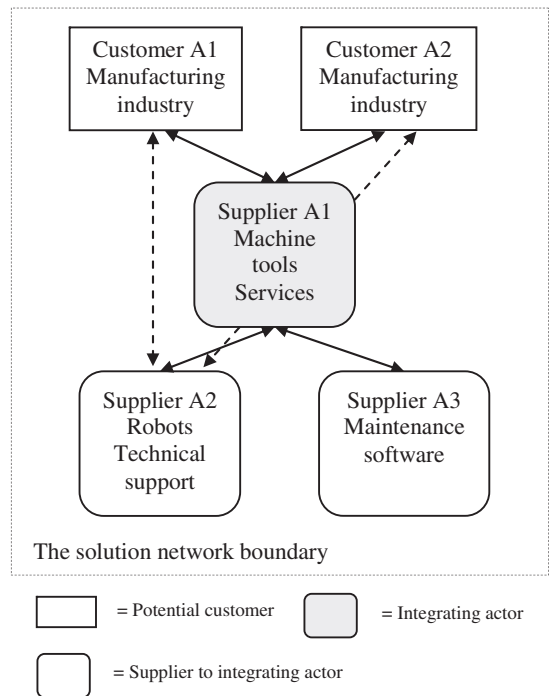 Customer A1
Manufacturing
industry
Customer A2
Manufacturing
industry
Supplier A1
Machine
tools
Services
Supplier A2
Robots
Technical
support
Supplier A3
Maintenance
software
The solution network boundary
= Potential customer
= Integrating actor
= Supplier to integrating actor